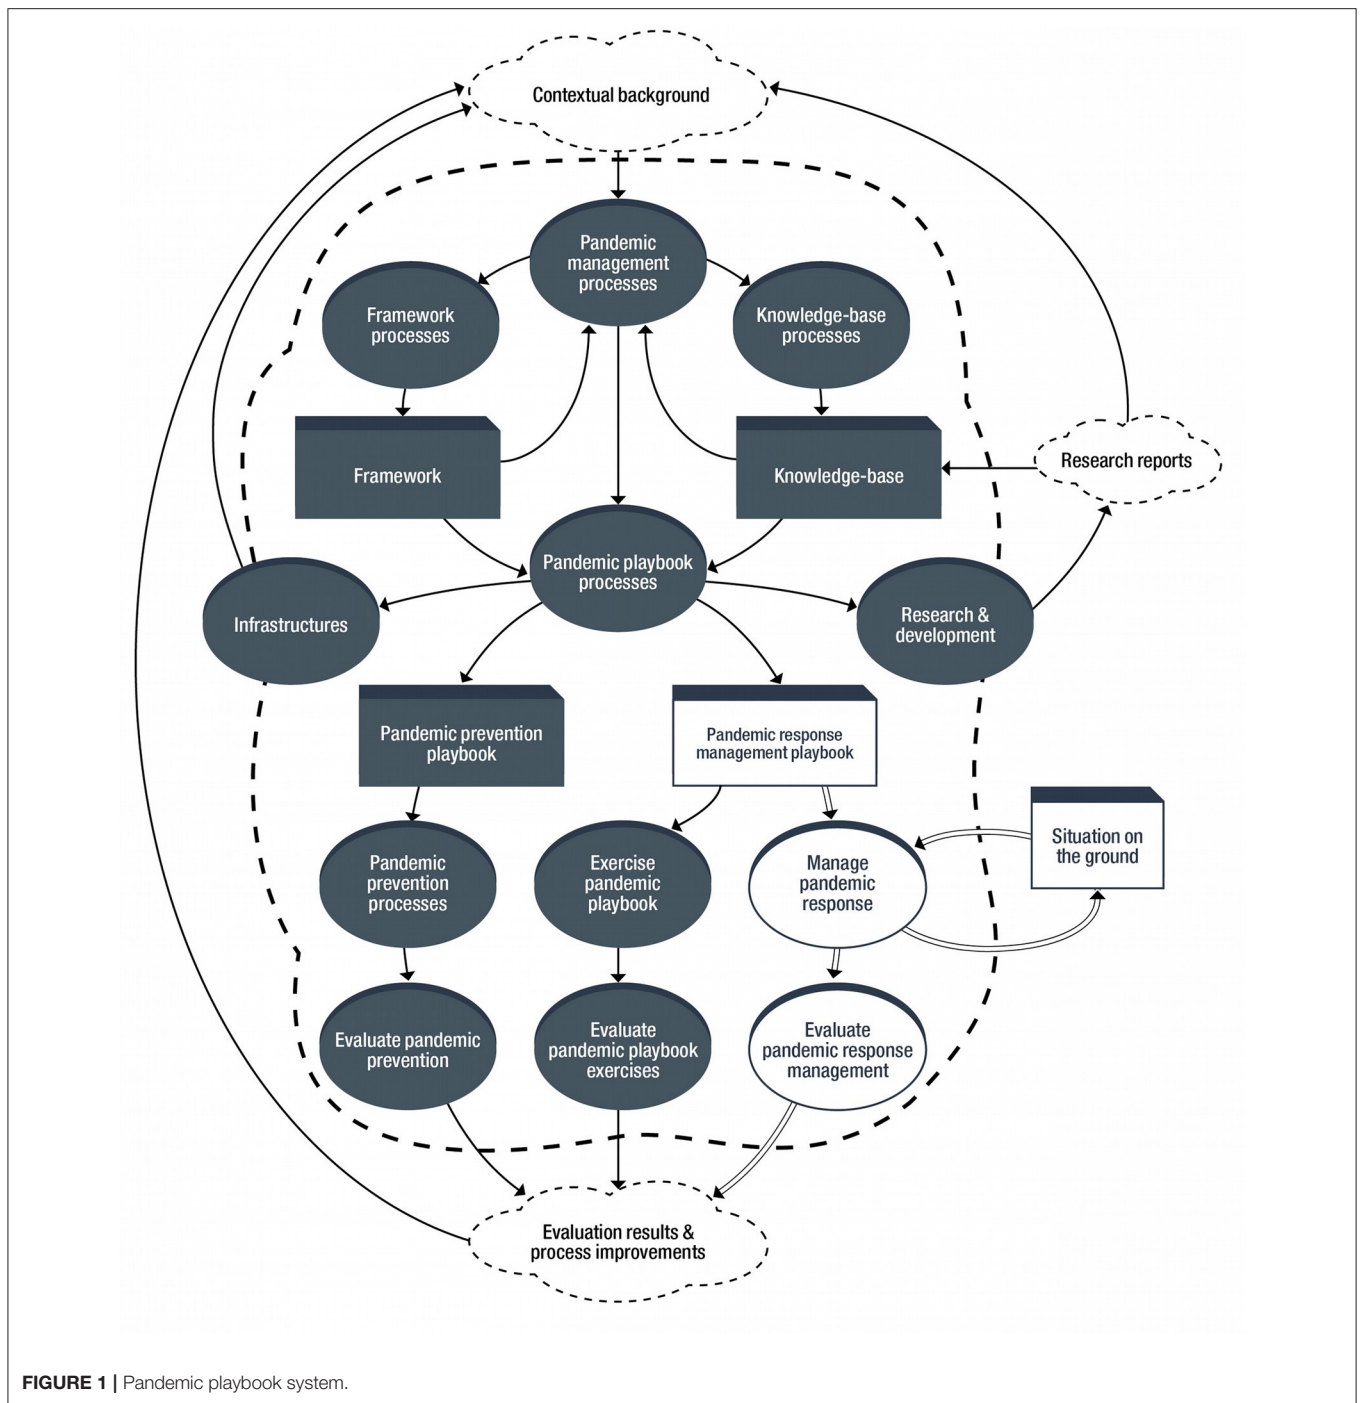 Contextual background
Pandemic
management
processes
Framework
processes
Knowledge-base
processes
Framework
Knowledge-base
Research reports
Pandemic playbook
processes
Infrastructures
Research &
development
Pandemic prevention
playbook
Pandemic response
management playbook
Situation on
the ground
Pandemic
prevention
processes
Exercise
pandemic
playbook
Manage
pandemic
response
Evaluate pandemic
prevention
Evaluate
pandemic playbook
exercises
Evaluate
pandemic response
management
Evaluation results &
process improvements
FIGURE 1 | Pandemic playbook system.